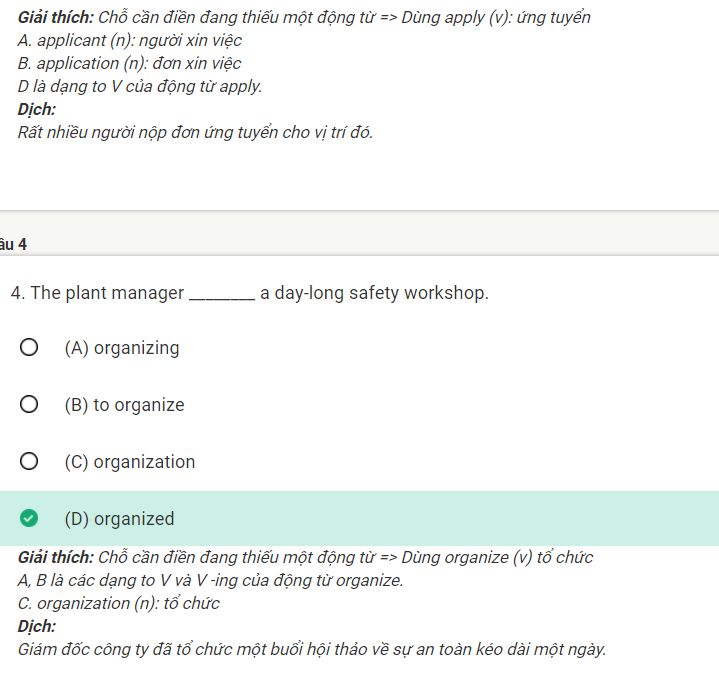 Giải thích: Chỗ cần điền đang thiếu một động từ => Dùng apply (v): ứng tuyển
A. applicant (n): người xin việc
B. application (n): đơn xin việc
D là dạng to V của động từ apply.
Dịch:
Rất nhiều người nộp đơn ứng tuyển cho vị trí đó.
âu 4
4. The plant manager ________ a day-long safety workshop.
(A) organizing
(B) to organize
(C) organization
(D) organized
Giải thích: Chỗ cần điền đang thiếu một động từ => Dùng organize (v) tổ chức
A, B là các dạng to V và V -ing của động từ organize.
C. organization (n): tổ chức
Dịch:
Giám đốc công ty đã tổ chức một buổi hội thảo về sự an toàn kéo dài một ngày.